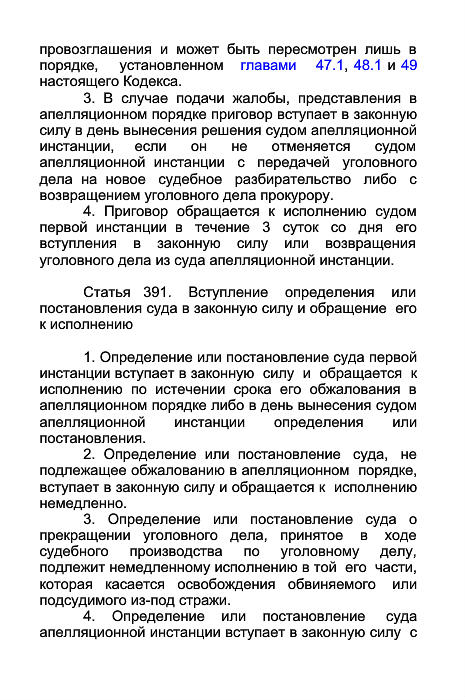 провозглашения и может быть пересмотрен лишь в
порядке, установленном главами 47.1, 48.1 и 49
настоящего Кодекса.
3. В случае подачи жалобы, представления в
апелляционном порядке приговор вступает в законную
силу в день вынесения решения судом апелляционной
инстанции, если он не отменяется судом
апелляционной инстанции с передачей уголовного
дела на новое судебное разбирательство либо с
возвращением уголовного дела прокурору.
4. Приговор обращается к исполнению судом
первой инстанции в течение 3 суток со дня его
вступления в законную силу или возвращения
уголовного дела из суда апелляционной инстанции.
Статья 391. Вступление определения или
постановления суда в законную силу и обращение его
к исполнению
1. Определение или постановление суда первой
инстанции вступает в законную силу и обращается к
исполнению по истечении срока его обжалования в
апелляционном порядке либо в день вынесения судом
апелляционной инстанции определения или
постановления.
2. Определение или постановление суда, не
подлежащее обжалованию в апелляционном порядке,
вступает в законную силу и обращается к исполнению
немедленно.
3. Определение или постановление суда о
прекращении уголовного дела, принятое в ходе
судебного производства по уголовному делу,
подлежит немедленному исполнению в той его части,
которая касается освобождения обвиняемого или
подсудимого из-под стражи.
4. Определение или постановление суда
апелляционной инстанции вступает в законную силу с